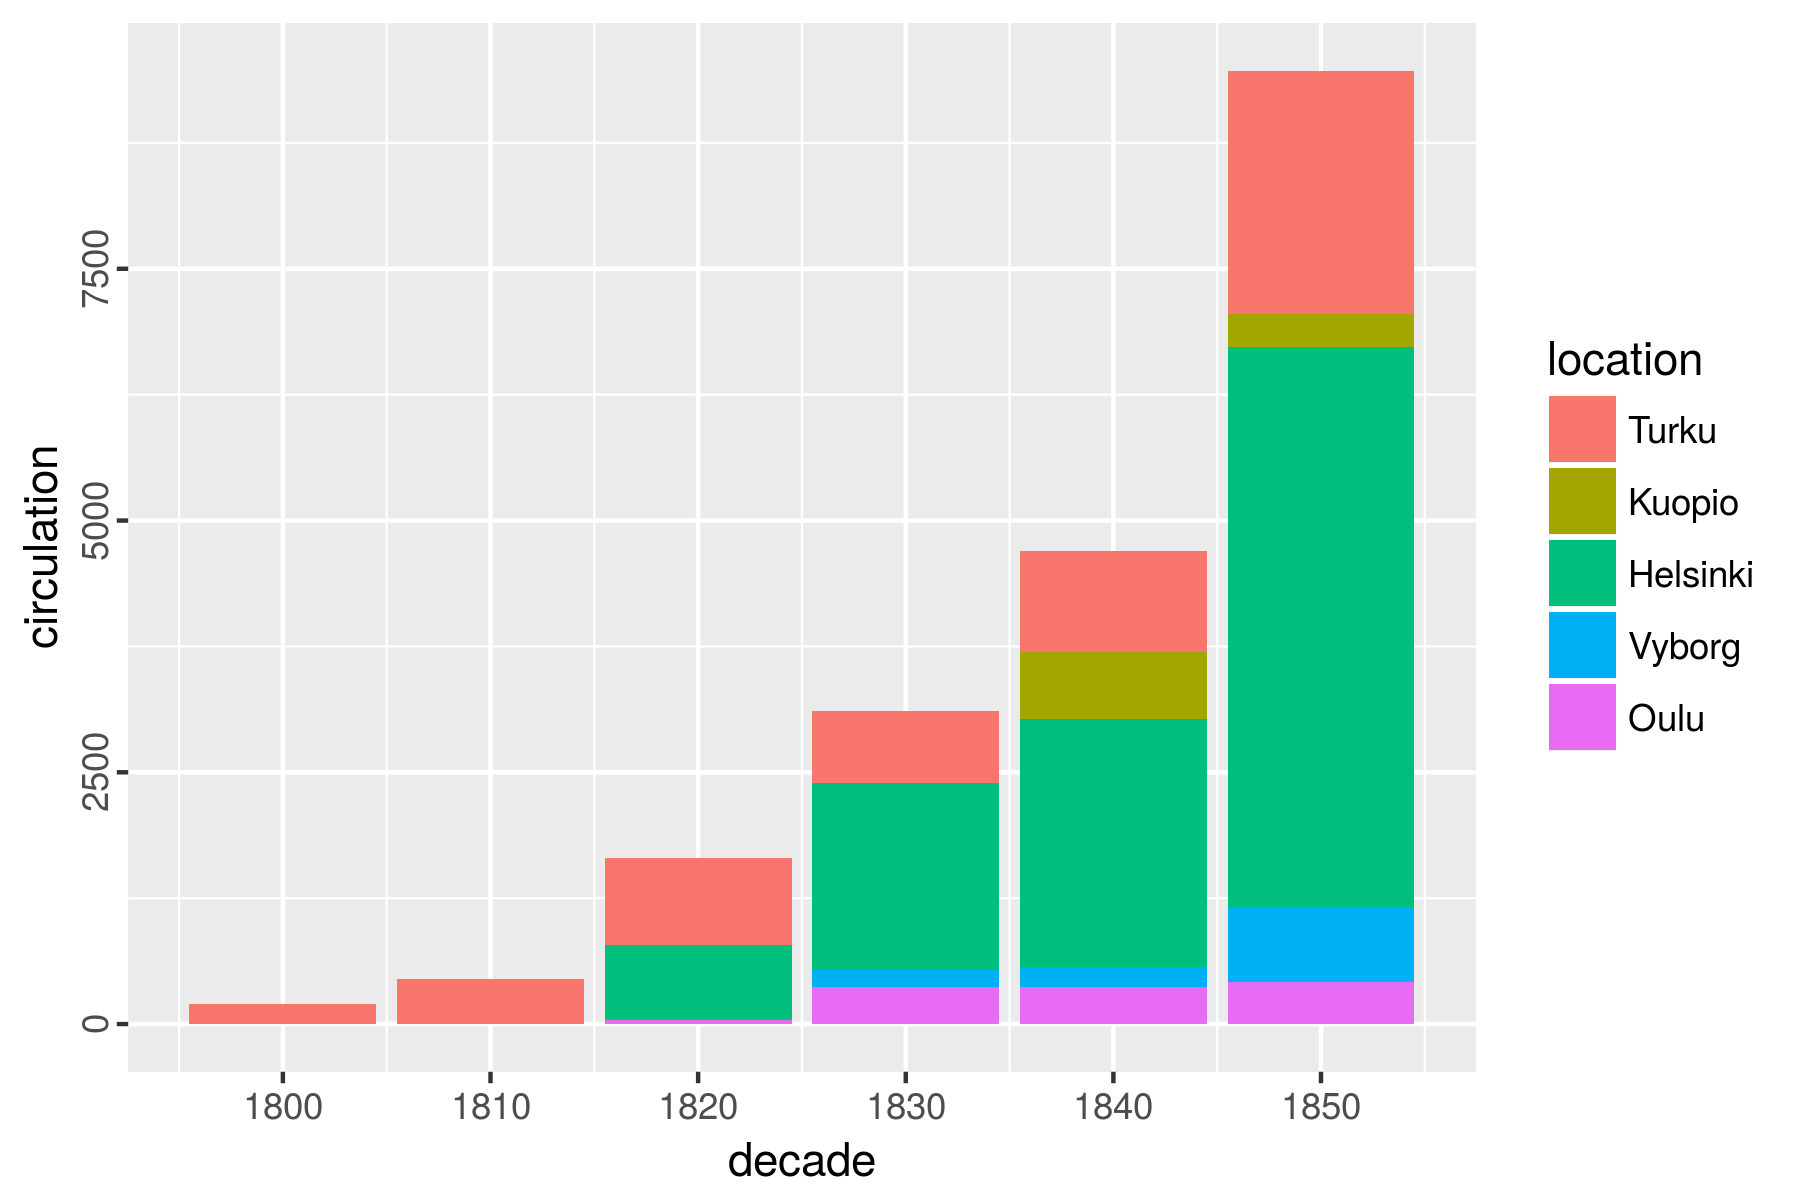 circulation
7500
5000
2500
0
1800 1810 1820 1830 1840 1850
decade
location
Turku
Kuopio
Helsinki
Vyborg
Oulu